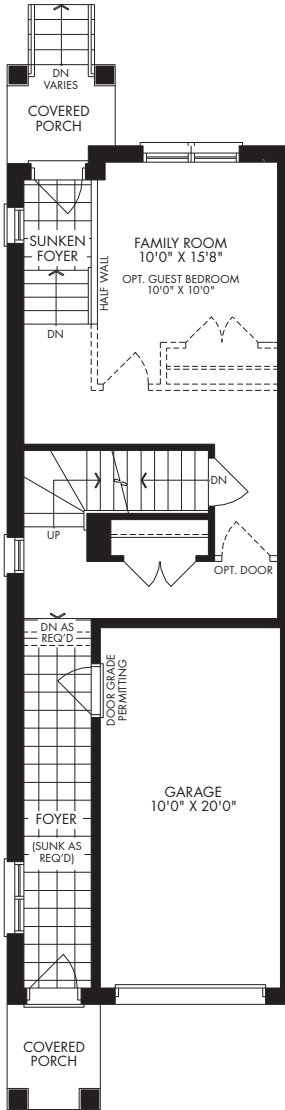 DN
VARIES
COVERED
PORCH
SUNKEN
FOYER
FAMILY ROOM
10'0" X 15'8"
OPT. GUEST BEDROOM
10'0" X 10'0"
HALF WALL
DN
DN
UP
OPT. DOOR
DN AS
REQ'D
DOOR GRADE
PERMITTING
GARAGE
10'0" X 20'0"
FOYER
(SUNK AS
REQ'D)
COVERED
PORCH